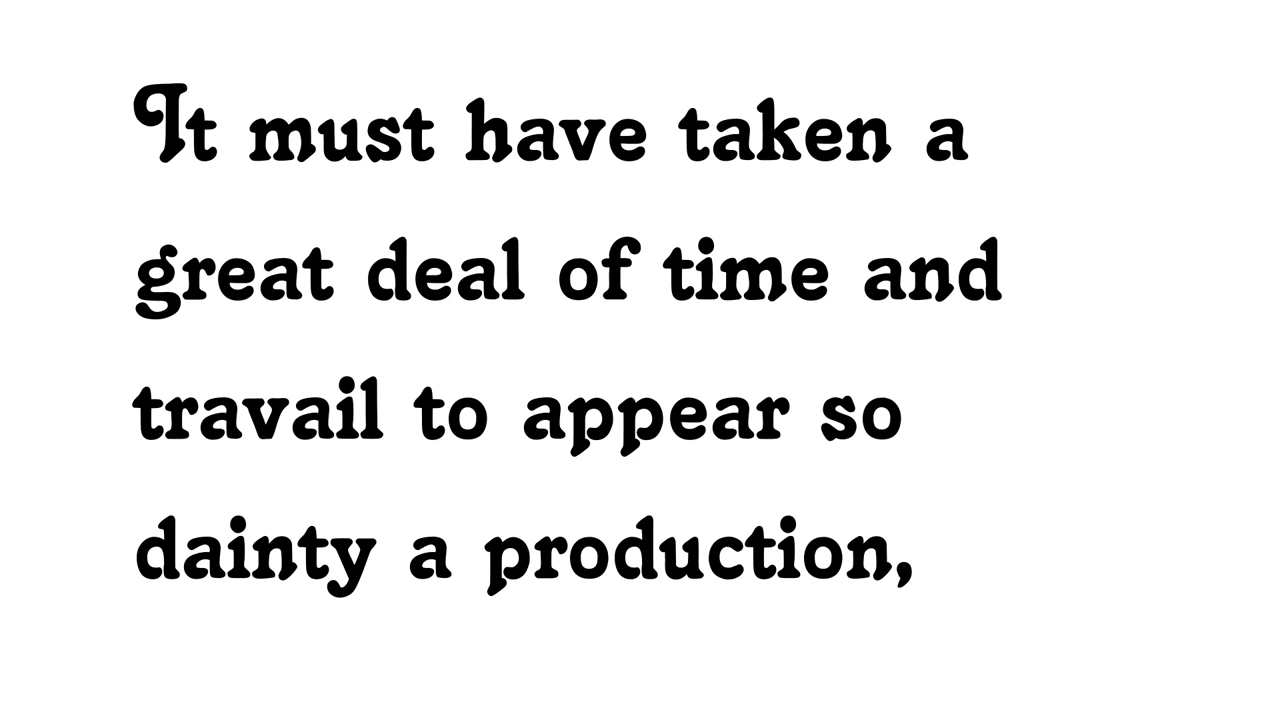 It must have taken a
great deal of time and
travail to appear so
dainty a production,